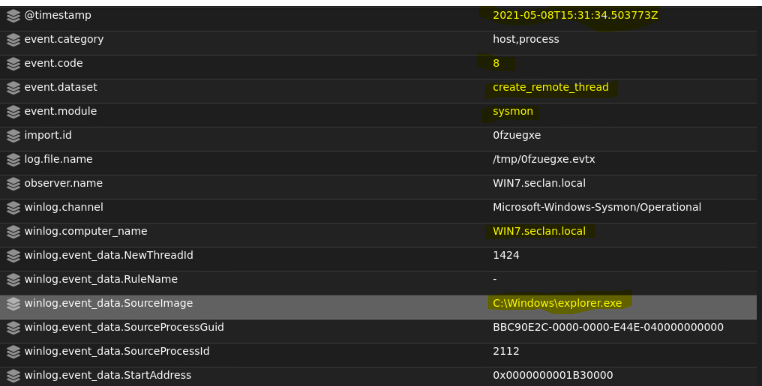 @timestamp 2021-05-08T15:31:34.503773Z
event.category host,process
event.code 8
event.dataset create_remote_thread
event.module sysmon
import.id 0fzuegxe
log.file.name /tmp/0fzuegxe.evtx
observer.name WIN7.seclan.local
winlog.channel Microsoft-Windows-Sysmon/Operational
winlog.computer_name WIN7.seclan.local
winlog.event_data.NewThreadId 1424
winlog.event_data.RuleName -
winlog.event_data.SourceImage C:\Windows\explorer.exe
winlog.event_data.SourceProcessGuid BBC90E2C-0000-0000-E44E-040000000000
winlog.event_data.SourceProcessId 2112
winlog.event_data.StartAddress 0x0000000001B30000